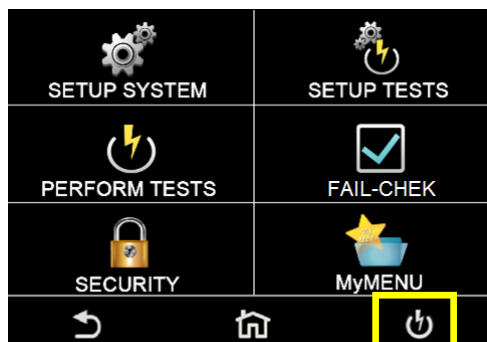 SETUP SYSTEM
SETUP TESTS
PERFORM TESTS
FAIL-CHEK
SECURITY
MyMENU